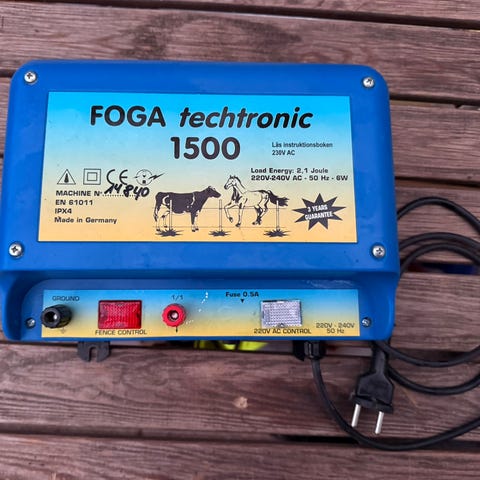 FOGA techtronic
1500
Läs instruktionsboken
230V AC
Load Energy: 2,1 Joule
220V-240V AC - 50 Hz - 6W
CE
MACHINE N° 14840
EN 61011
IPX4
Made in Germany
3 YEARS
GUARANTEE
GROUND
1/1
Fuse 0.5A
FENCE CONTROL
220V AC CONTROL
220V - 240V
50 Hz